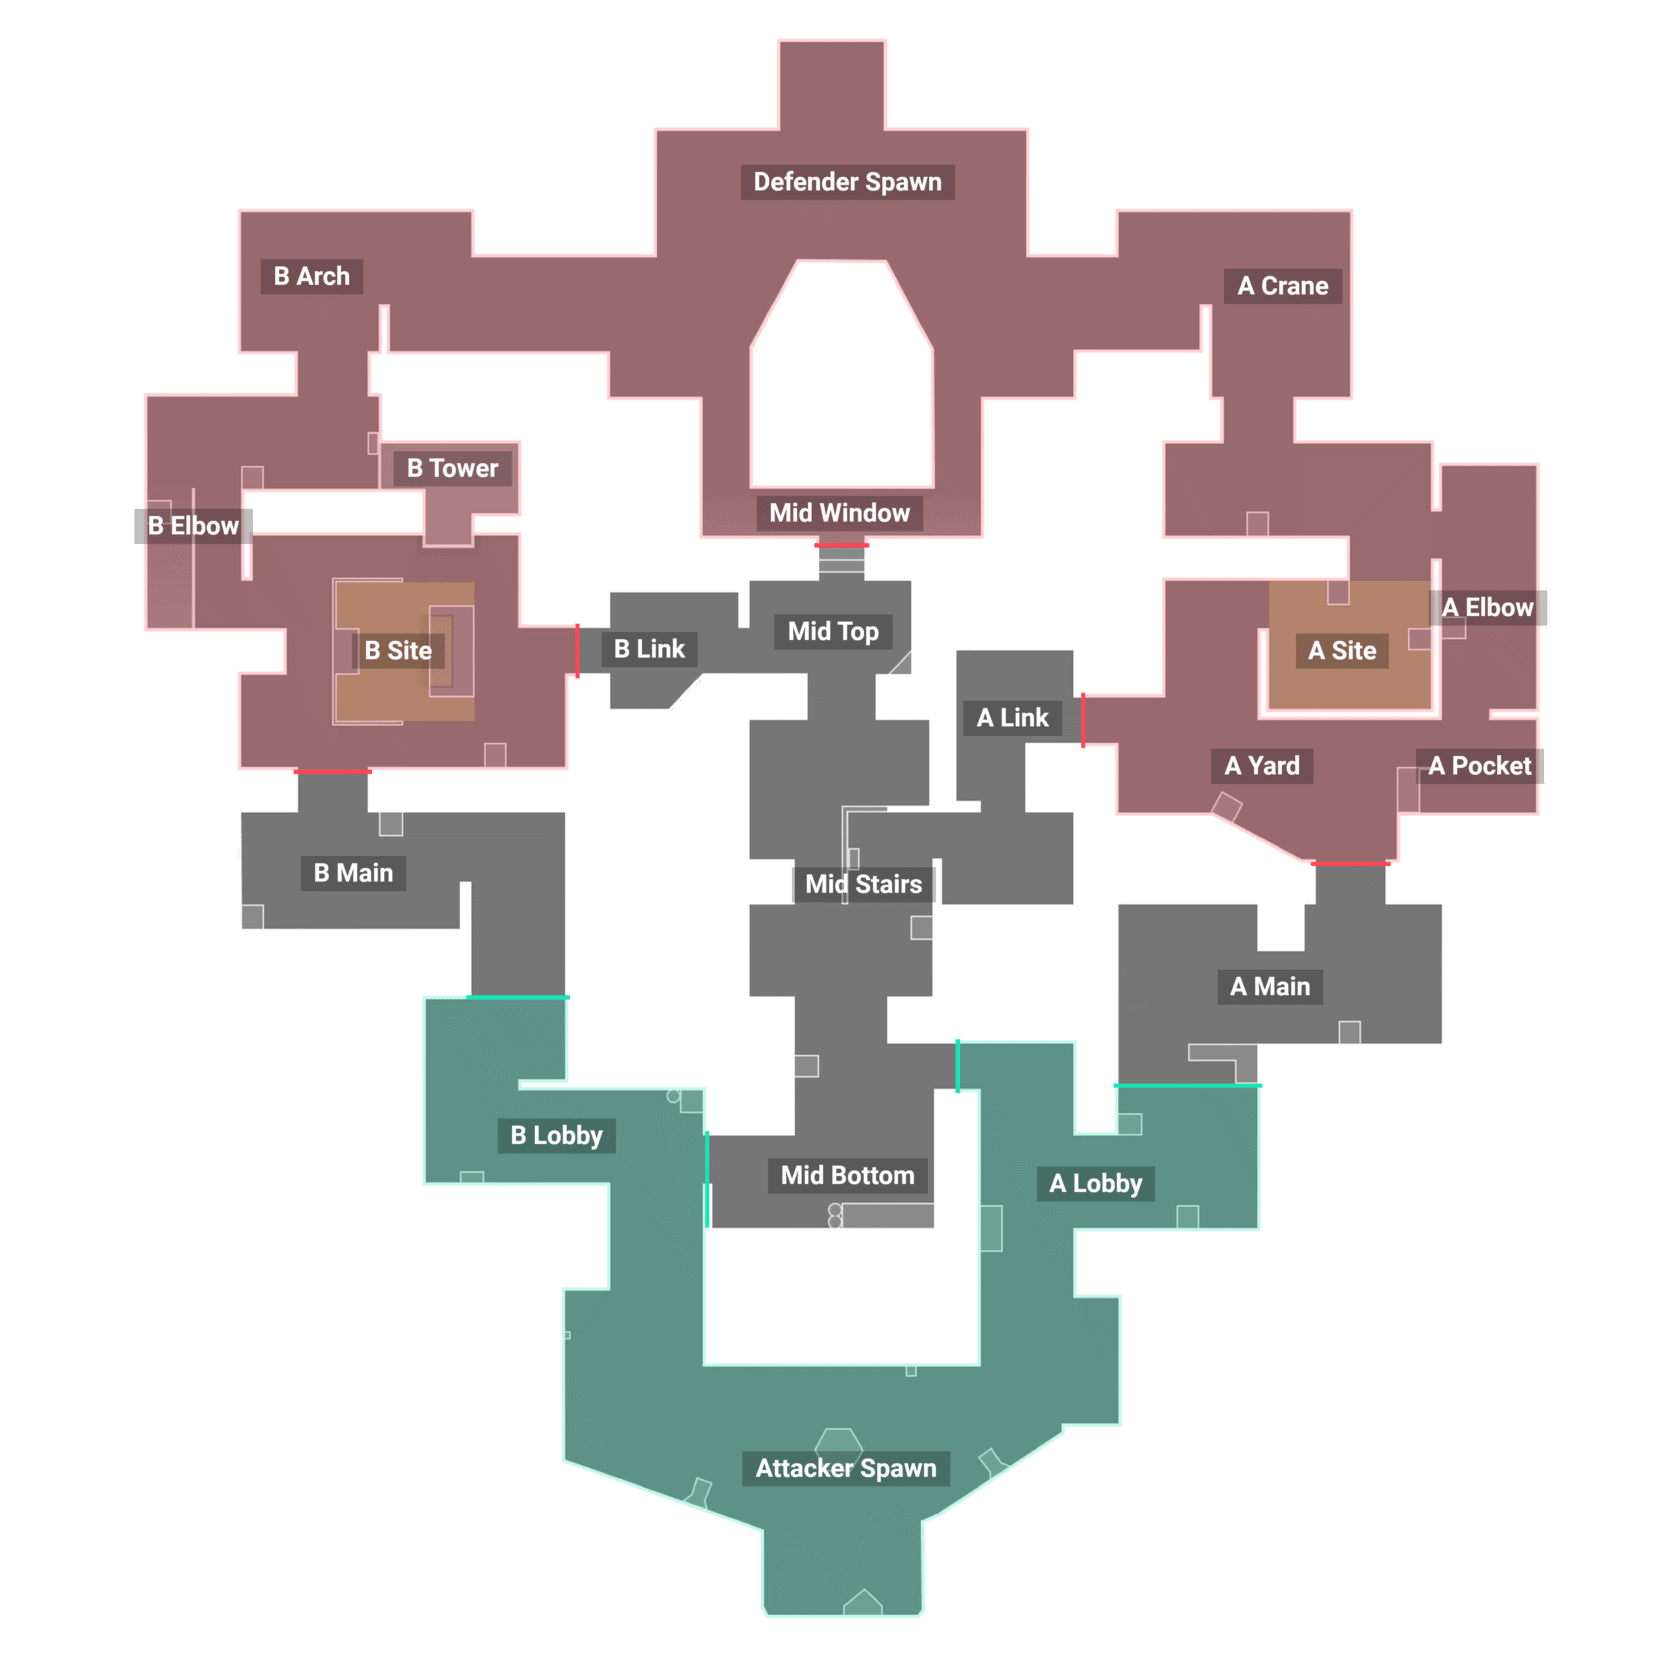 Defender Spawn
B Arch
A Crane
B Tower
Mid Window
B Elbow
A Elbow
Mid Top
B Link
B Site
A Site
A Link
A Yard
A Pocket
B Main
Mid Stairs
A Main
B Lobby
Mid Bottom
A Lobby
Attacker Spawn